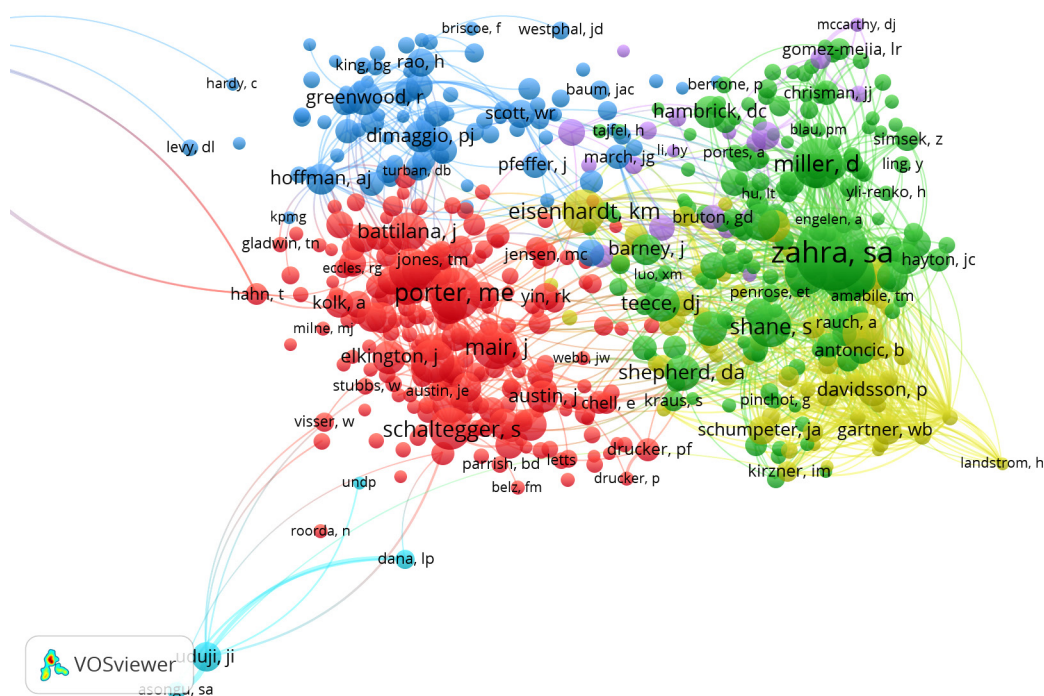 mccarthy, dj
briscoe, f
westphal, jd
gomez-mejia, lr
king, bg
rao, h
hardy, c
berrone, p
baum, jac
chrisman, jj
greenwood, r
scott, wr
hambrick, dc
dimaggio, pj
tajfel, h
blau, pm
simsek, z
levy, dl
li, hy
portes, a
pfeffer, j
march, jg
miller, d
ling, y
turban, db
hoffman, aj
hu, lt
yli-renko, h
kpmg
eisenhardt, km
bruton, gd
engelen, a
battilana, j
gladwin, tn
jones, tm
jensen, mc
barney, j
zahra, sa
hayton, jc
eccles, rg
luo, xm
hahn, t
porter, me
yin, rk
penrose, et
amabile, tm
kolk, a
teece, dj
milne, mj
shane, s
rauch, a
mair, j
elkington, j
webb, jw
antoncic, b
shepherd, da
stubbs, w
austin, je
austin, j
chell, e
kraus, s
pinchot, g
davidsson, p
visser, w
schaltegger, s
schumpeter, ja
gartner, wb
drucker, pf
parrish, bd
letts
kirzner, im
landstrom, h
undp
belz, fm
drucker, p
roorda, n
dana, lp
uduji, ji
VOSviewer
asongu, sa